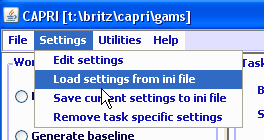 CAPRI [t:\britz\capri\gams]
File Settings Utilities Help
Edit settings
Load settings from ini file
Save current settings to ini file
Remove task specific settings
Generate baseline